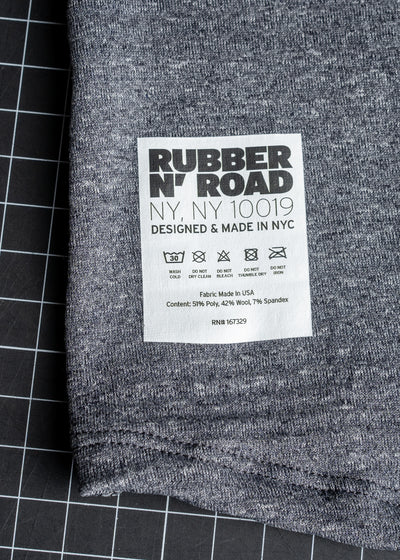 RUBBER
N' ROAD
NY, NY 10019
DESIGNED & MADE IN NYC
30
WASH COLD
DO NOT DRY CLEAN
DO NOT BLEACH
DO NOT TUMBLE DRY
DO NOT IRON
Fabric Made In USA
Content: 51% Poly, 42% Wool, 7% Spandex
RN# 167329